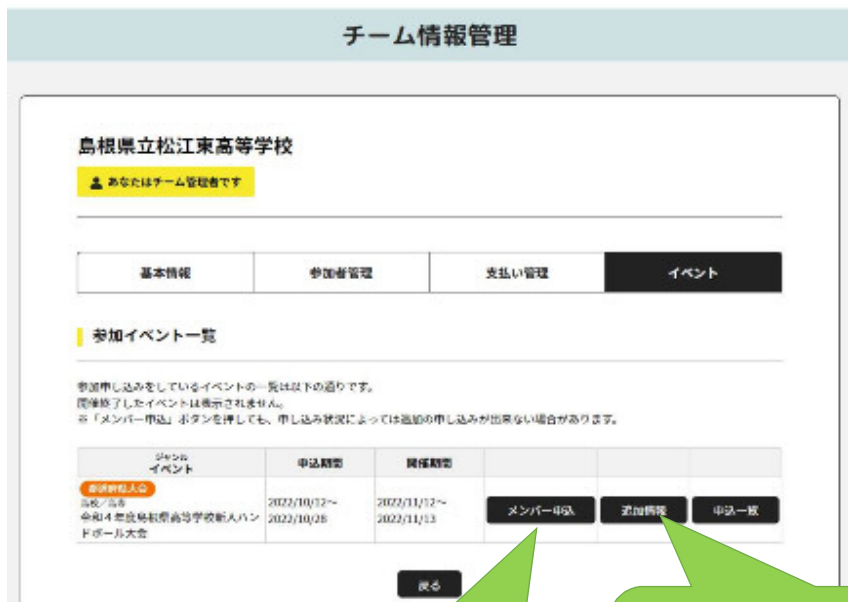 チーム情報管理
島根県立松江東高等学校
あなたはチーム管理者です
基本情報 参加者管理 支払い管理 イベント
参加イベント一覧
参加申し込みをしているイベントの一覧は以下の通りです。
開催終了したイベントは表示されません。
※「メンバー申込」ボタンを押しても、申し込み状況によっては追加の申し込みが出来ない場合があります。
ジャンル
イベント 申込期間 開催期間
都道府県大会
高校/高専
令和4年度島根県高等学校新人ハンドボール大会
2022/10/12~
2022/10/28
2022/11/12~
2022/11/13
メンバー申込 追加情報 申込一覧
戻る